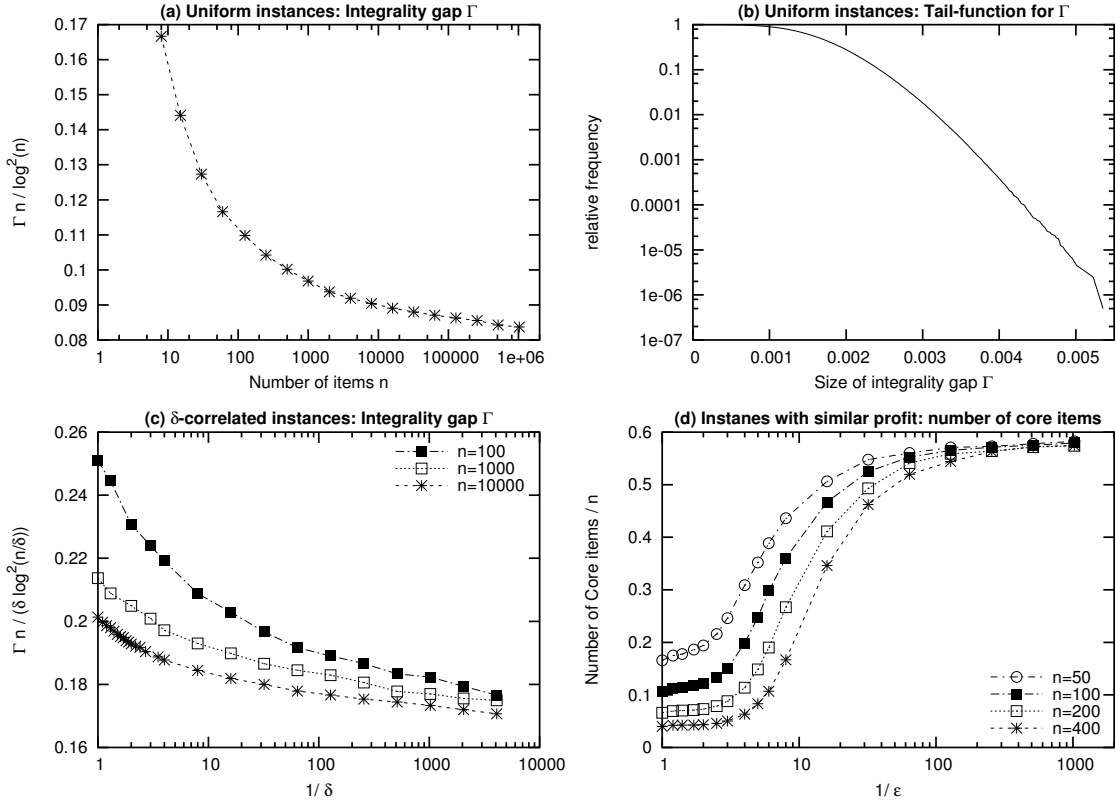 (a) Uniform instances: Integrality gap Γ
0.17
0.16
0.15
0.14
0.13
0.12
0.11
0.1
0.09
0.08
1 10 100 1000 10000 100000 1e+06
Γ n / log²(n)
Number of items n
(b) Uniform instances: Tail-function for Γ
1
0.1
0.01
0.001
0.0001
1e-05
1e-06
1e-07
0 0.001 0.002 0.003 0.004 0.005
relative frequency
Size of integrality gap Γ
(c) δ-correlated instances: Integrality gap Γ
n=100
n=1000
n=10000
0.26
0.24
0.22
0.2
0.18
0.16
1 10 100 1000 10000
Γ n / (δ log²(n/δ))
1/ δ
(d) Instanes with similar profit: number of core items
0.6
0.5
0.4
0.3
0.2
0.1
0
1 10 100 1000
Number of Core items / n
1/ ε
n=50
n=100
n=200
n=400